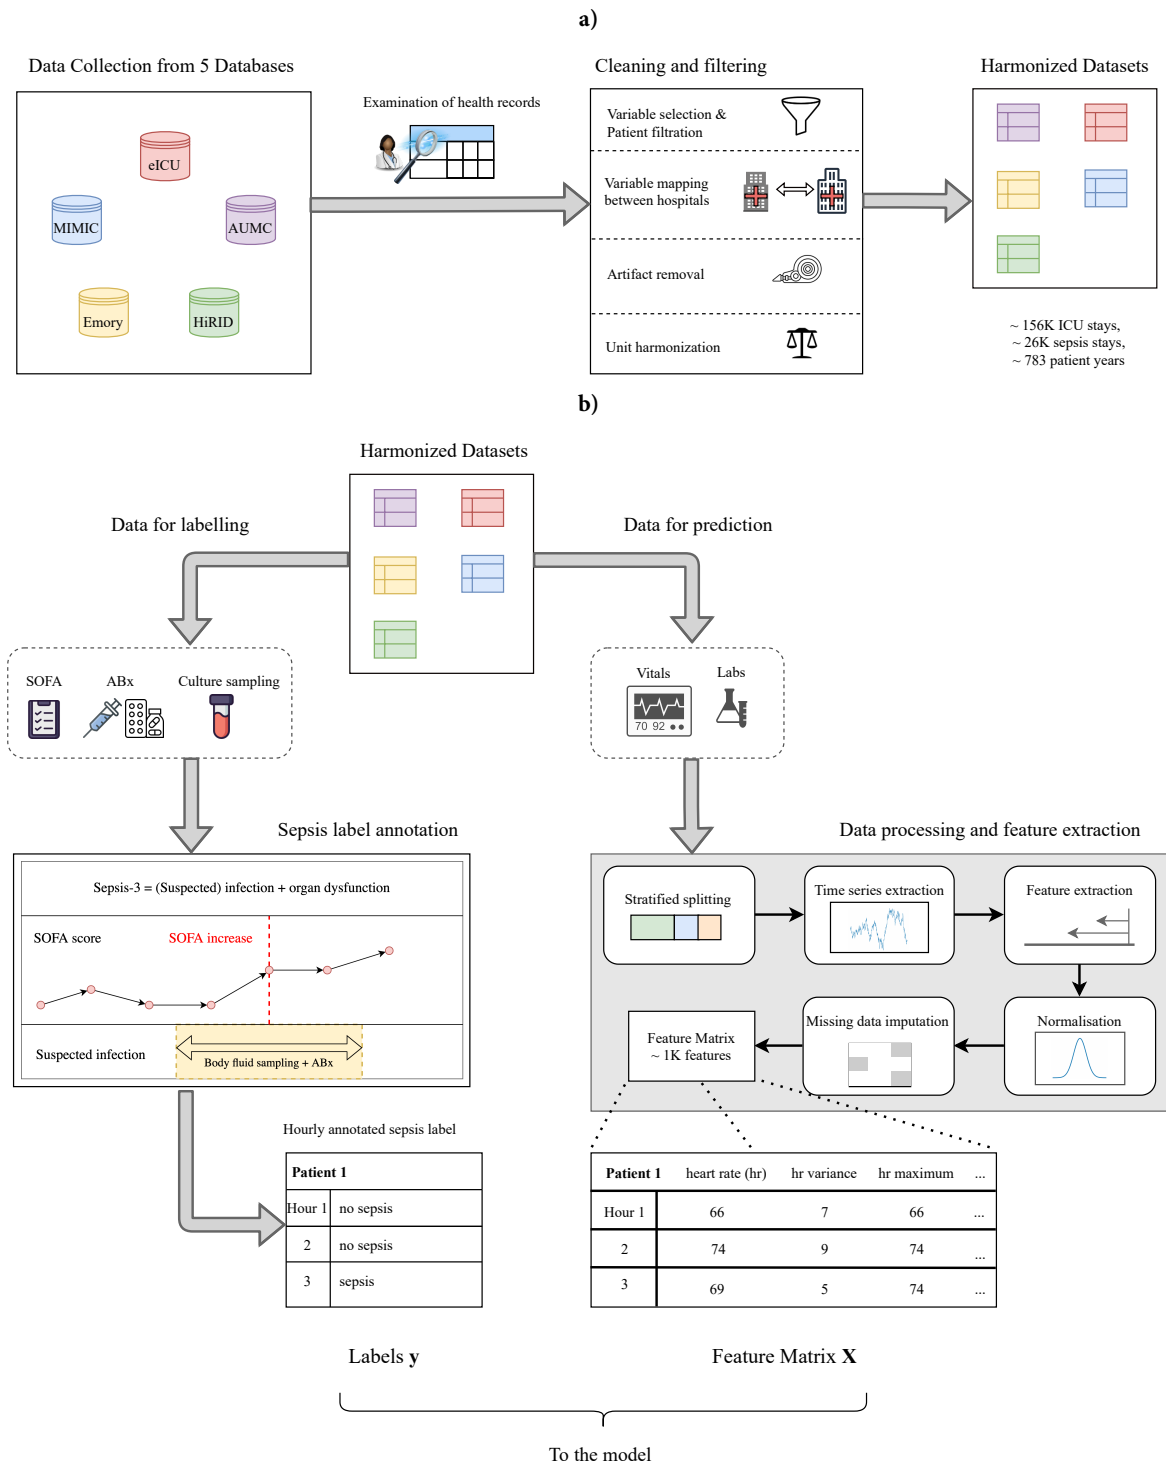 a)
Data Collection from 5 Databases
Cleaning and filtering
Harmonized Datasets
Examination of health records
eICU
MIMIC
AUMC
Emory
HiRID
Variable selection &
Patient filtration
Variable mapping
between hospitals
Artifact removal
Unit harmonization
~ 156K ICU stays,
~ 26K sepsis stays,
~ 783 patient years
b)
Harmonized Datasets
Data for labelling
Data for prediction
SOFA
ABx
Culture sampling
Vitals
Labs
70 92
Sepsis label annotation
Data processing and feature extraction
Sepsis-3 = (Suspected) infection + organ dysfunction
SOFA score
SOFA increase
Suspected infection
Body fluid sampling + ABx
Stratified splitting
Time series extraction
Feature extraction
Normalisation
Missing data imputation
Feature Matrix
~ 1K features
Hourly annotated sepsis label
Patient 1
Hour 1 no sepsis
2 no sepsis
3 sepsis
Patient 1 heart rate (hr) hr variance hr maximum ...
Hour 1 66 7 66 ...
2 74 9 74 ...
3 69 5 74 ...
Labels y
Feature Matrix X
To the model